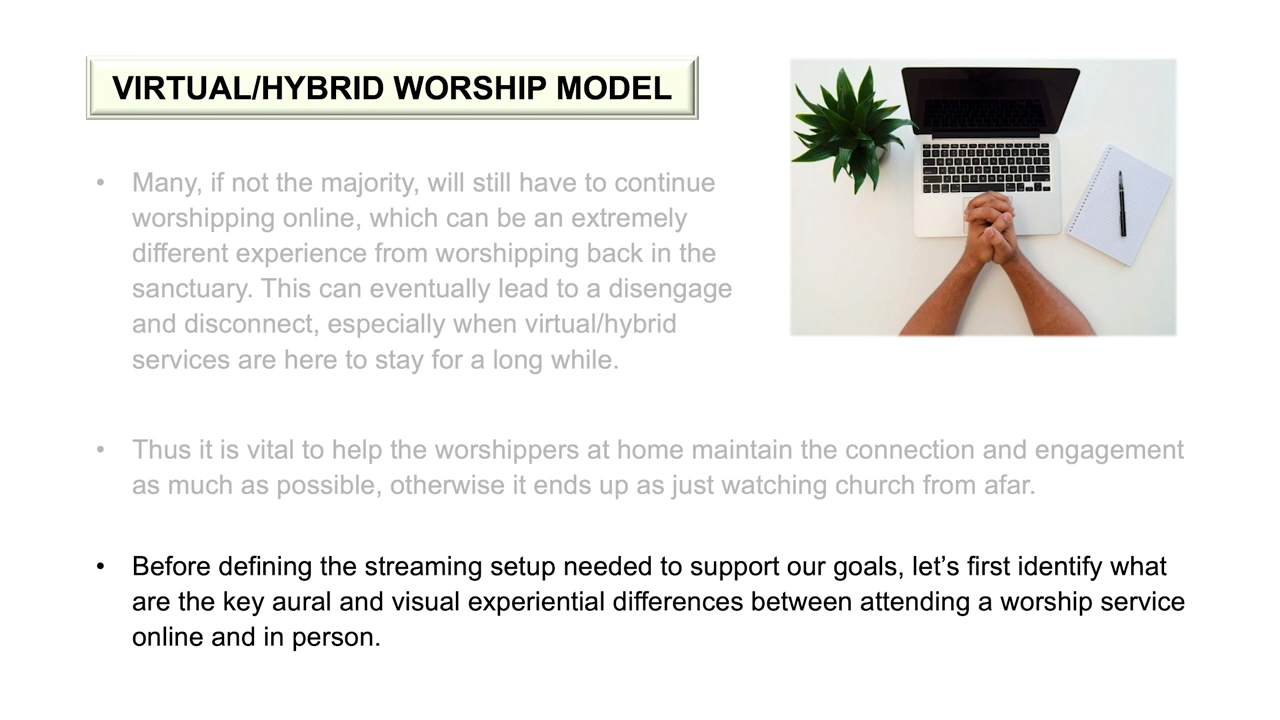 VIRTUAL/HYBRID WORSHIP MODEL
• Many, if not the majority, will still have to continue
worshipping online, which can be an extremely
different experience from worshipping back in the
sanctuary. This can eventually lead to a disengage
and disconnect, especially when virtual/hybrid
services are here to stay for a long while.
• Thus it is vital to help the worshippers at home maintain the connection and engagement
as much as possible, otherwise it ends up as just watching church from afar.
• Before defining the streaming setup needed to support our goals, let’s first identify what
are the key aural and visual experiential differences between attending a worship service
online and in person.